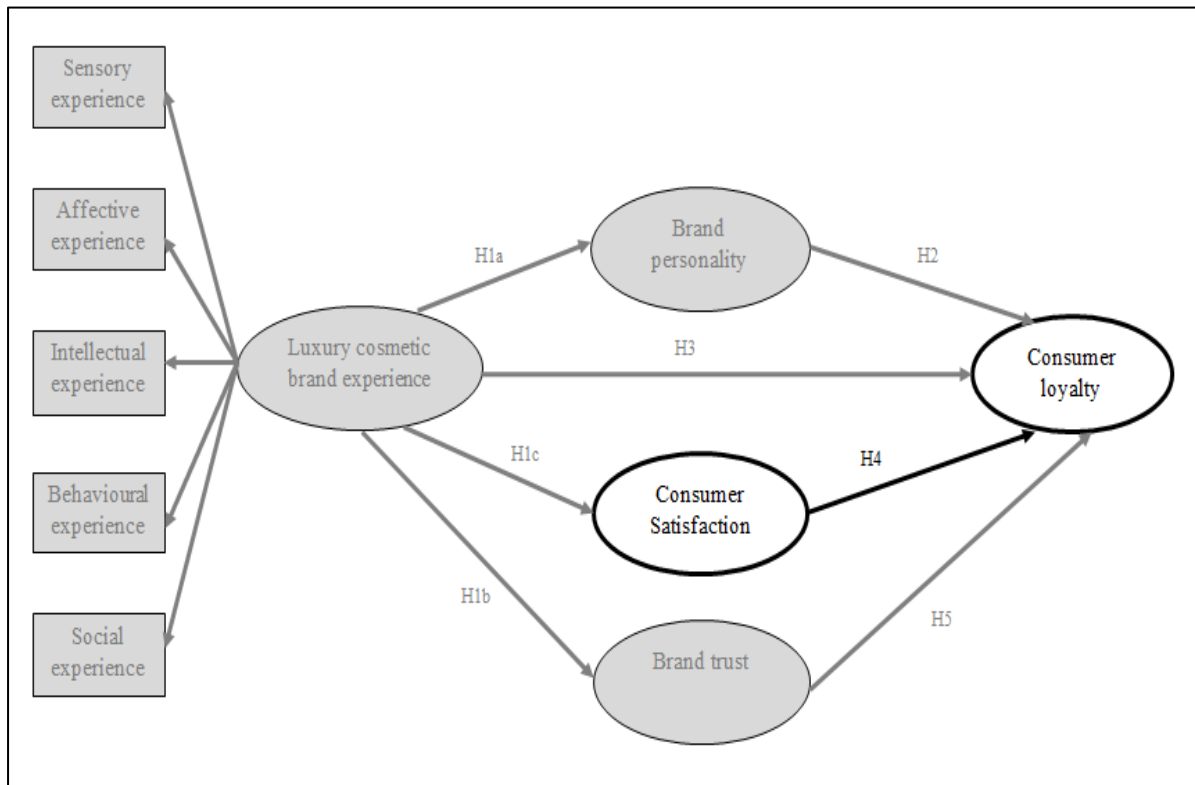 Sensory
experience
Affective
experience
Intellectual
experience
Behavioural
experience
Social
experience
Luxury cosmetic
brand experience
H1a
H3
H1c
H1b
Brand
personality
Consumer
Satisfaction
Brand trust
H2
H4
H5
Consumer
loyalty